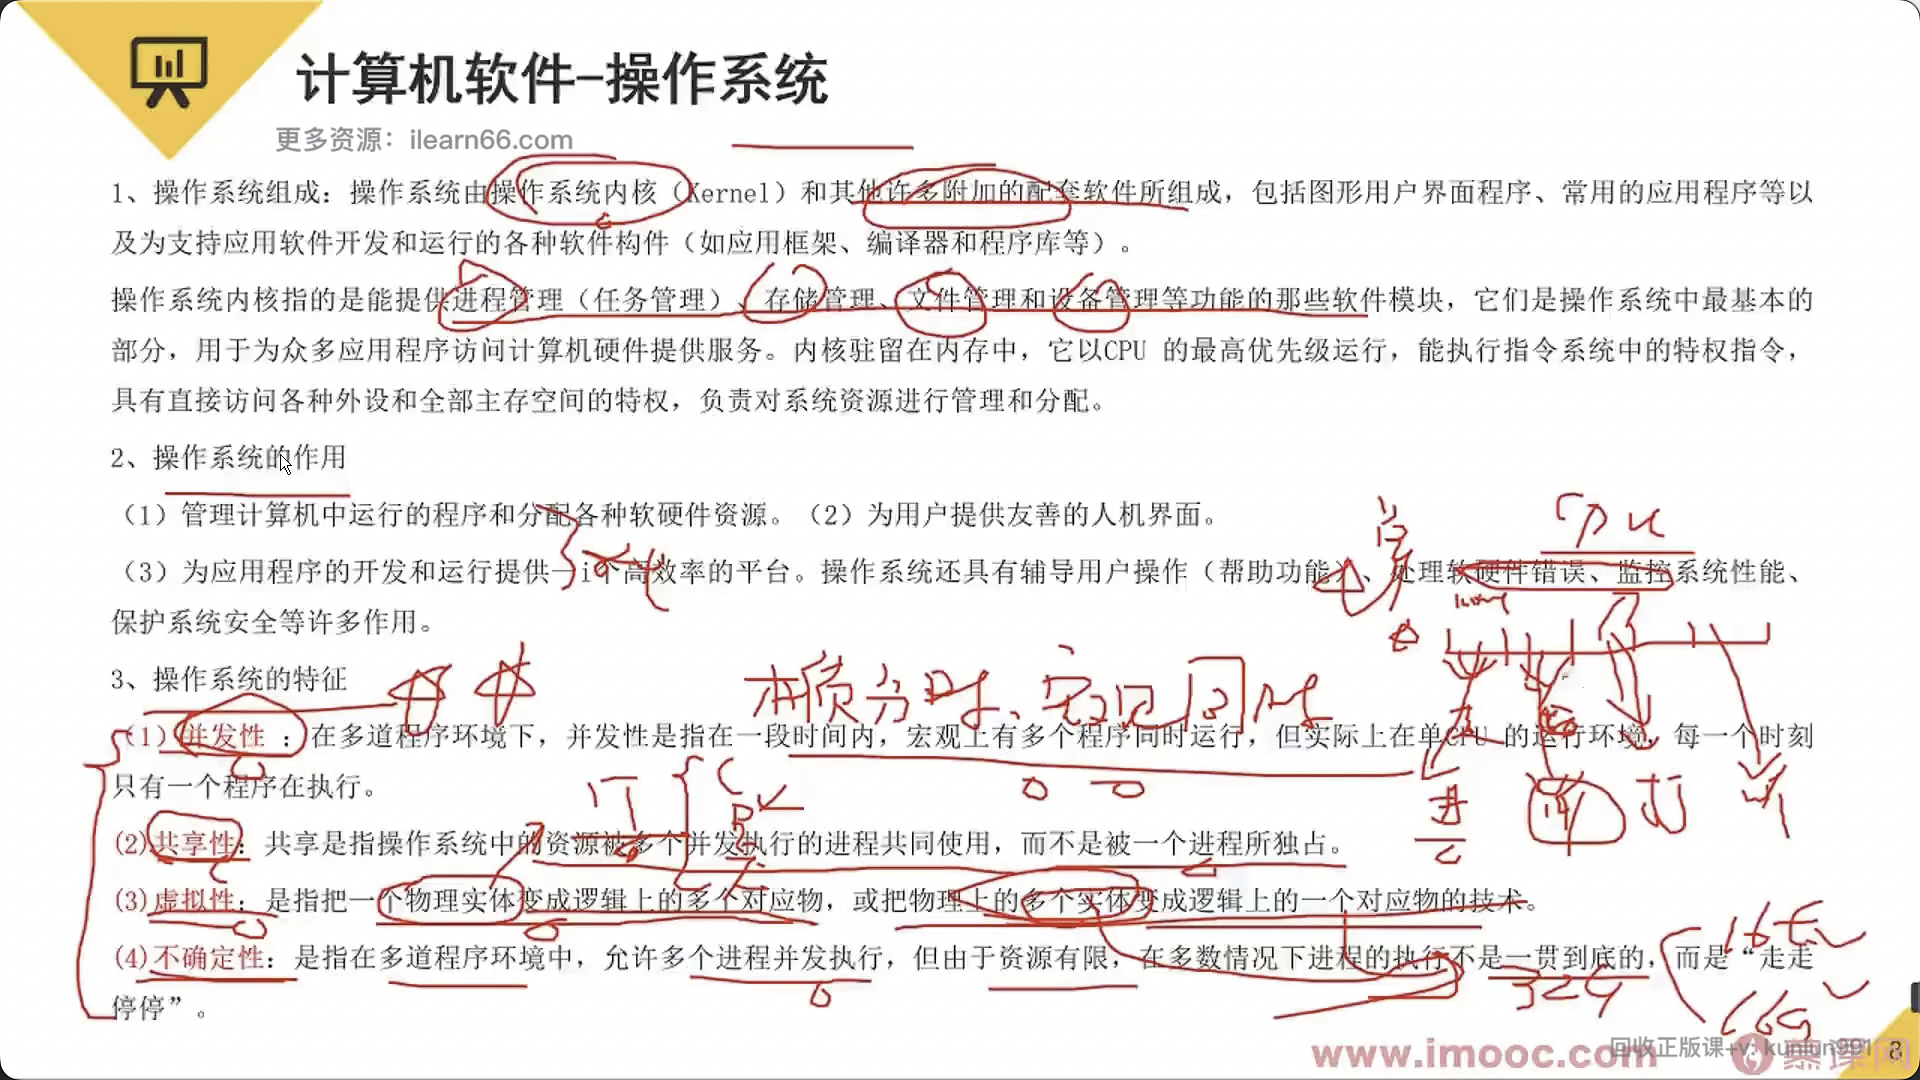 计算机软件-操作系统
更多资源：ilearn66.com
1、操作系统组成：操作系统由操作系统内核（Kernel）和其他许多附加的配套软件所组成，包括图形用户界面程序、常用的应用程序等以
及为支持应用软件开发和运行的各种软件构件（如应用框架、编译器和程序库等）。
操作系统内核指的是能提供进程管理（任务管理）、存储管理、文件管理和设备管理等功能的那些软件模块，它们是操作系统中最基本的
部分，用于为众多应用程序访问计算机硬件提供服务。内核驻留在内存中，它以CPU 的最高优先级运行，能执行指令系统中的特权指令，
具有直接访问各种外设和全部主存空间的特权，负责对系统资源进行管理和分配。
2、操作系统的作用
（1）管理计算机中运行的程序和分配各种软硬件资源。（2）为用户提供友善的人机界面。
CPU
（3）为应用程序的开发和运行提供一i个高效率的平台。操作系统还具有辅导用户操作（帮助功能）、处理软硬件错误、监控系统性能、
保护系统安全等许多作用。
3、操作系统的特征
微观分时、宏观同时
（1）并发性 ：在多道程序环境下，并发性是指在一段时间内，宏观上有多个程序同时运行，但实际上在单CPU 的运行环境，每一个时刻
只有一个程序在执行。
(2)共享性：共享是指操作系统中的资源被多个并发执行的进程共同使用，而不是被一个进程所独占。
(3)虚拟性：是指把一个物理实体变成逻辑上的多个对应物，或把物理上的多个实体变成逻辑上的一个对应物的技术。
(4)不确定性：是指在多道程序环境中，允许多个进程并发执行，但由于资源有限，在多数情况下进程的执行不是一贯到底的，而是“走走
停停”。
32G
www.imooc.com
回收正版课+v: kunlun991
慕课网
8